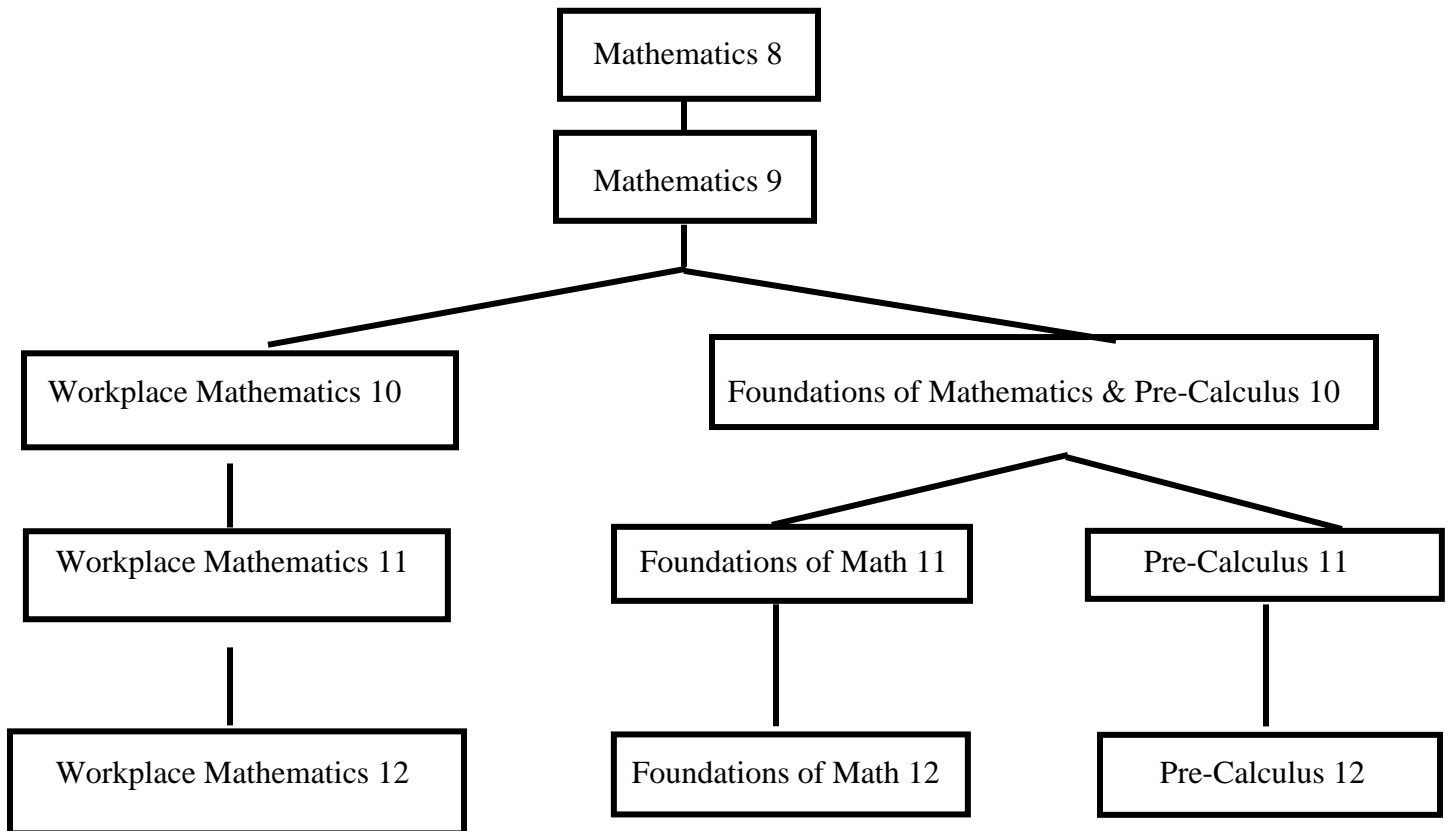 Mathematics 8
Mathematics 9
Workplace Mathematics 10
Foundations of Mathematics & Pre-Calculus 10
Workplace Mathematics 11
Foundations of Math 11
Pre-Calculus 11
Workplace Mathematics 12
Foundations of Math 12
Pre-Calculus 12